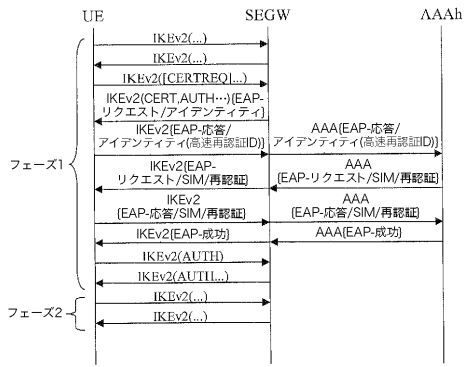 UE SEGW AAAh
IKEv2(...)
IKEv2(...)
IKEv2([CERTREQ]...)
IKEv2(CERT,AUTH…){EAP-
リクエスト/アイデンティティ}
IKEv2{EAP-応答/
アイデンティティ(高速再認証ID)}
AAA{EAP-応答/
アイデンティティ(高速再認証ID)}
フェーズ1
IKEv2{EAP-
リクエスト/SIM/再認証}
AAA
{EAP-リクエスト/SIM/再認証}
IKEv2
{EAP-応答/SIM/再認証}
AAA
{EAP-応答/SIM/再認証}
IKEv2{EAP-成功}
AAA{EAP-成功}
IKEv2(AUTH)
IKEv2(AUTH...)
フェーズ2
IKEv2(...)
IKEv2(...)